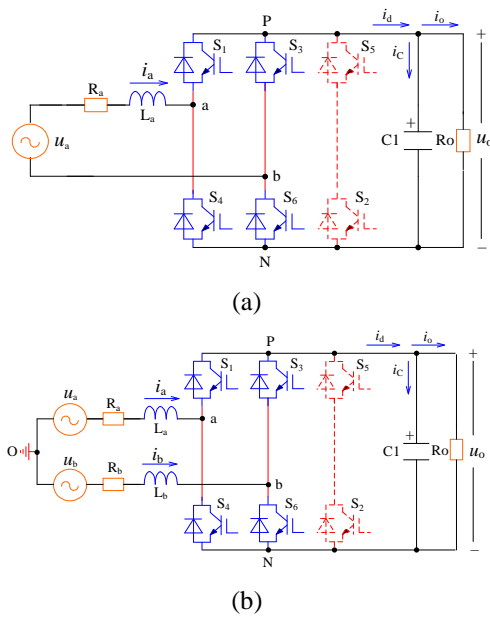 P
i_d i_o
S_1 S_3 S_5
i_C
+
R_a i_a
L_a a
u_a
+
C1 Ro u_o
b
S_4 S_6 S_2
−
N
(a)
P
i_d i_o
S_1 S_3 S_5
i_C
+
u_a R_a i_a
L_a a
O
u_b R_b i_b
L_b b
+
C1 Ro u_o
S_4 S_6 S_2
−
N
(b)